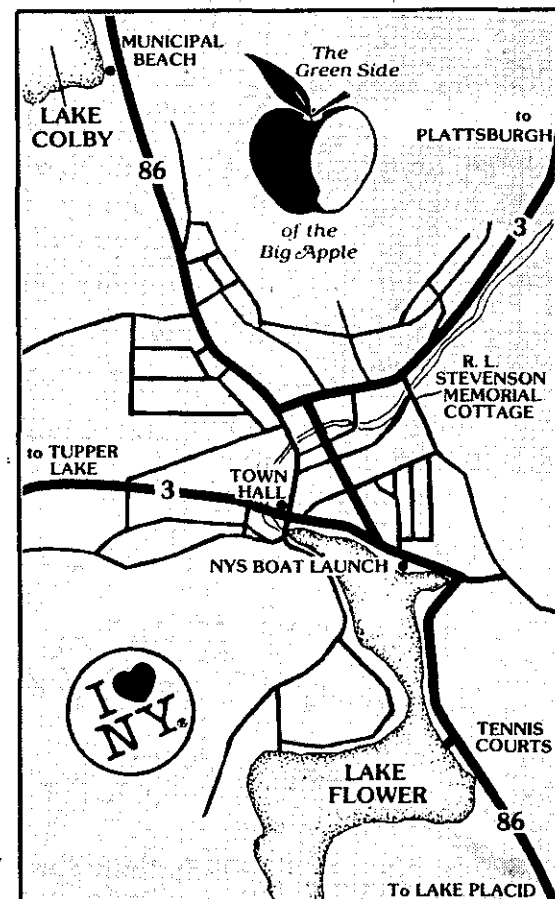 MUNICIPAL
BEACH
The
Green Side
LAKE
COLBY
to
PLATTSBURGH
86
3
of the
Big Apple
R. L.
STEVENSON
MEMORIAL
COTTAGE
to TUPPER
LAKE
3
TOWN
HALL
NYS BOAT LAUNCH
I ♥
NY®
TENNIS
COURTS
LAKE
FLOWER
86
To LAKE PLACID